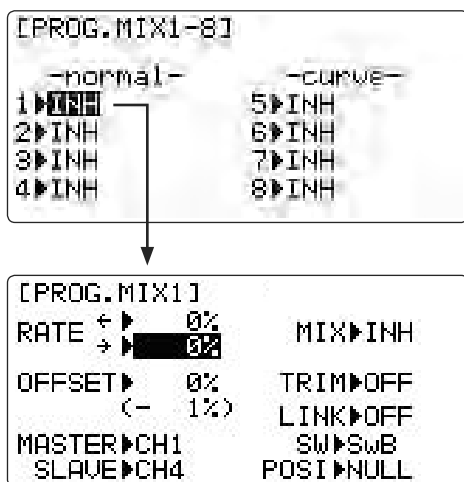 [PROG.MIX1-8]
-normal- -curve-
1▶INH 5▶INH
2▶INH 6▶INH
3▶INH 7▶INH
4▶INH 8▶INH
[PROG.MIX1]
RATE ←▶ 0% MIX▶INH
→▶ 0%
OFFSET▶ 0% TRIM▶OFF
(- 1%) LINK▶OFF
MASTER▶CH1 SW▶SwB
SLAVE▶CH4 POSI▶NULL